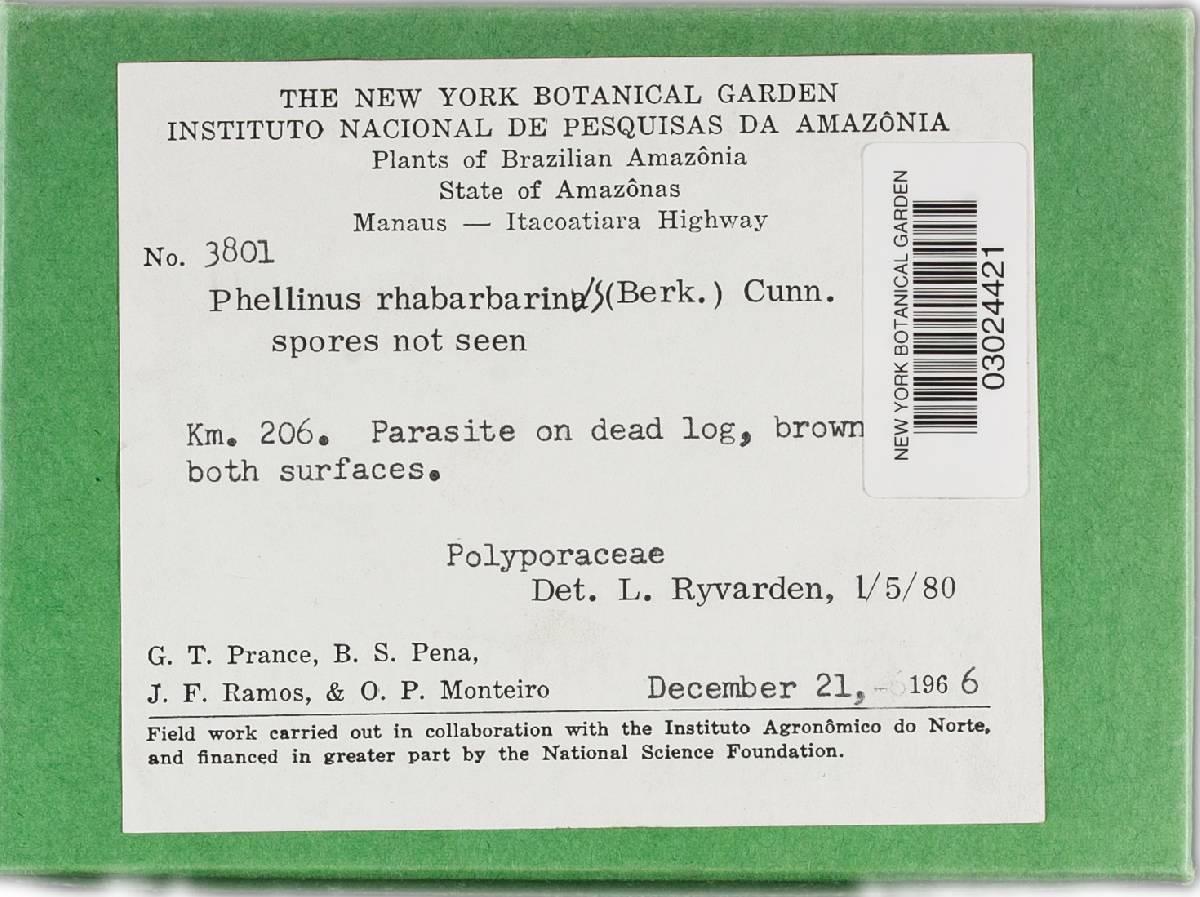 THE NEW YORK BOTANICAL GARDEN
INSTITUTO NACIONAL DE PESQUISAS DA AMAZÔNIA
Plants of Brazilian Amazônia
State of Amazônas
Manaus — Itacoatiara Highway
No. 3801
Phellinus rhabarbarinus (Berk.) Cunn.
spores not seen
Km. 206. Parasite on dead log, brown
both surfaces.
Polyporaceae
Det. L. Ryvarden, 1/5/80
G. T. Prance, B. S. Pena,
J. F. Ramos, & O. P. Monteiro
December 21, 1966
Field work carried out in collaboration with the Instituto Agronômico do Norte,
and financed in greater part by the National Science Foundation.
NEW YORK BOTANICAL GARDEN
03024421